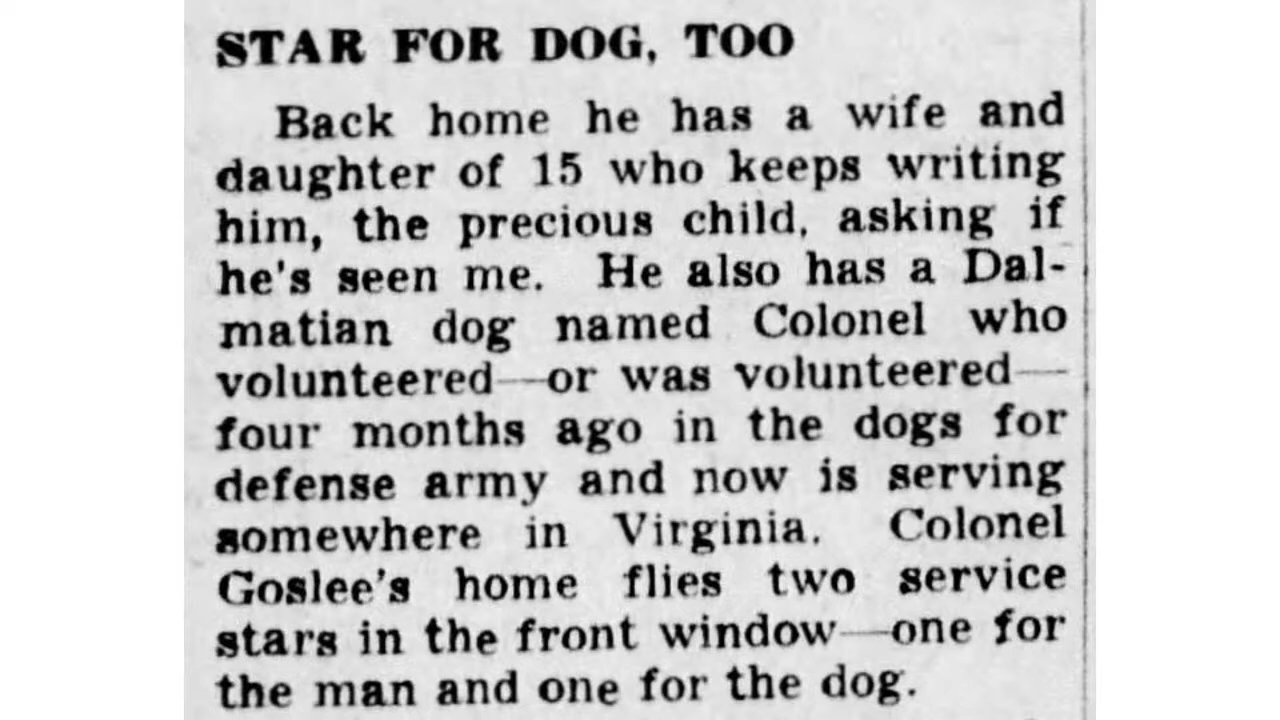 STAR FOR DOG, TOO
Back home he has a wife and
daughter of 15 who keeps writing
him, the precious child, asking if
he's seen me. He also has a Dal-
matian dog named Colonel who
volunteered—or was volunteered—
four months ago in the dogs for
defense army and now is serving
somewhere in Virginia. Colonel
Goslee's home flies two service
stars in the front window—one for
the man and one for the dog.